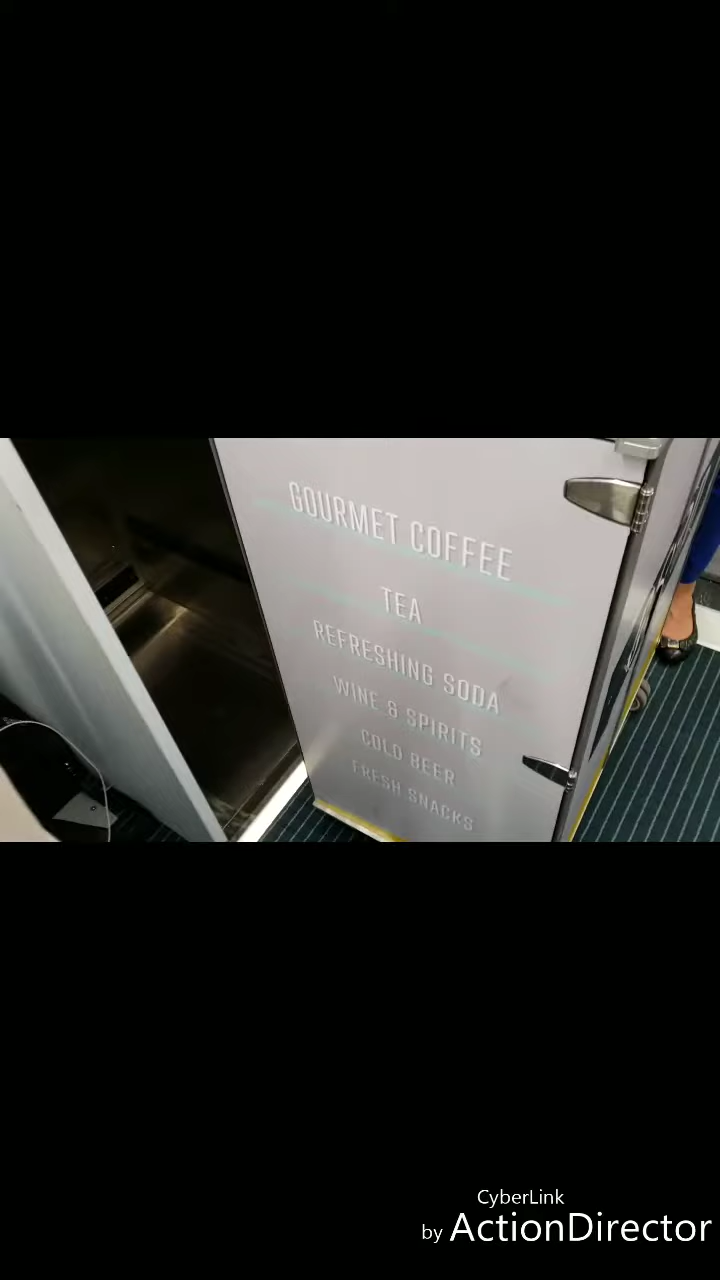 GOURMET COFFEE
TEA
REFRESHING SODA
WINE & SPIRITS
COLD BEER
FRESH SNACKS
CyberLink
by ActionDirector